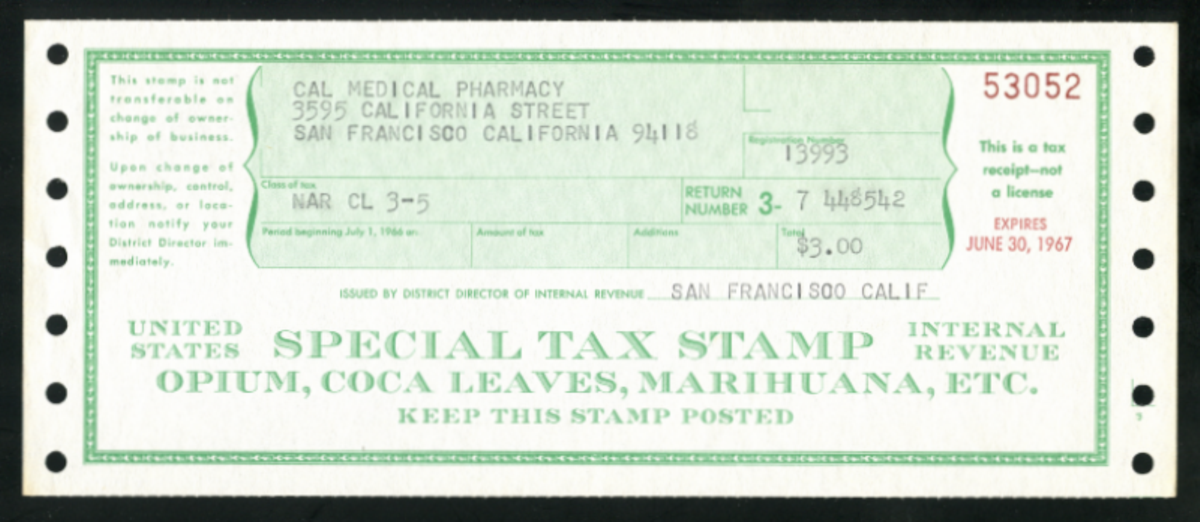 This stamp is not
transferable on
change of owner-
ship of business.
Upon change of
ownership, control,
address, or loca-
tion notify your
District Director im-
mediately.
CAL MEDICAL PHARMACY
3595 CALIFORNIA STREET
SAN FRANCISCO CALIFORNIA 94118
Registration Number
13993
Class of tax
NAR CL 3-5
RETURN
NUMBER 3- 7 448542
Period beginning July 1, 1966 or:
Amount of tax
Additions
Total
$3.00
53052
This is a tax
receipt—not
a license
EXPIRES
JUNE 30, 1967
ISSUED BY DISTRICT DIRECTOR OF INTERNAL REVENUE SAN FRANCISCO CALIF
UNITED
STATES
SPECIAL TAX STAMP
INTERNAL
REVENUE
OPIUM, COCA LEAVES, MARIHUANA, ETC.
KEEP THIS STAMP POSTED